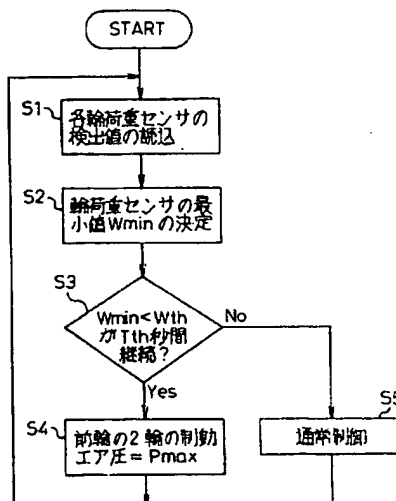 START
S1
各輪荷重センサの
検出値の読込
S2
輪荷重センサの最
小値Wminの決定
S3
Wmin<Wth
がTth秒間
継続?
No
Yes
S4
前輪の2輪の制動
エア圧=Pmax
S5
通常制御